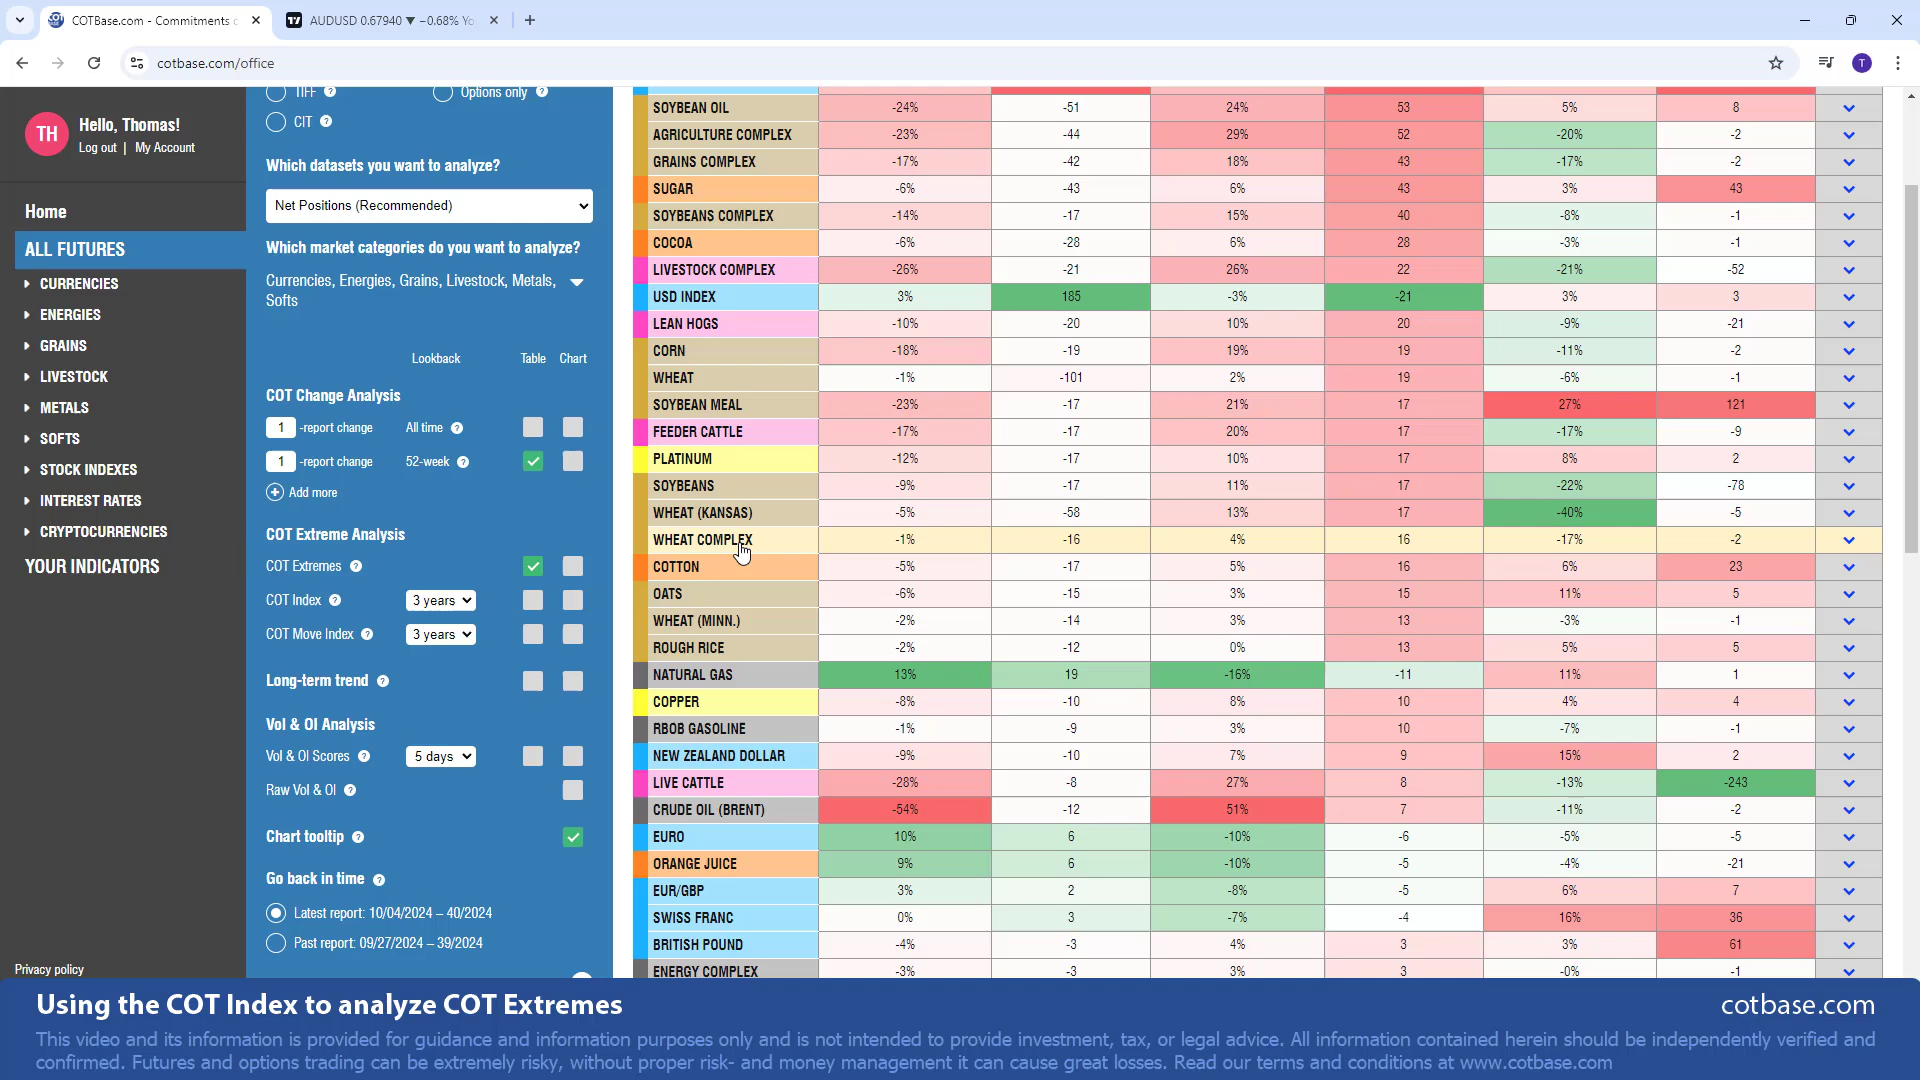 COTBase.com - Commitments o
AUDUSD 0.67940 ▼ −0.68% Yo
cotbase.com/office
T
TH
Hello, Thomas!
Log out | My Account
Home
ALL FUTURES
CURRENCIES
ENERGIES
GRAINS
LIVESTOCK
METALS
SOFTS
STOCK INDEXES
INTEREST RATES
CRYPTOCURRENCIES
YOUR INDICATORS
Privacy policy
TIFF ? Options only ?
CIT ?
Which datasets you want to analyze?
Net Positions (Recommended)
Which market categories do you want to analyze?
Currencies, Energies, Grains, Livestock, Metals,
Softs
Lookback Table Chart
COT Change Analysis
1 -report change All time ?
1 -report change 52-week ?
Add more
COT Extreme Analysis
COT Extremes ?
COT Index ? 3 years
COT Move Index ? 3 years
Long-term trend ?
Vol & OI Analysis
Vol & OI Scores ? 5 days
Raw Vol & OI ?
Chart tooltip ?
Go back in time ?
Latest report: 10/04/2024 – 40/2024
Past report: 09/27/2024 – 39/2024
SOYBEAN OIL -24% -51 24% 53 5% 8
AGRICULTURE COMPLEX -23% -44 29% 52 -20% -2
GRAINS COMPLEX -17% -42 18% 43 -17% -2
SUGAR -6% -43 6% 43 3% 43
SOYBEANS COMPLEX -14% -17 15% 40 -8% -1
COCOA -6% -28 6% 28 -3% -1
LIVESTOCK COMPLEX -26% -21 26% 22 -21% -52
USD INDEX 3% 185 -3% -21 3% 3
LEAN HOGS -10% -20 10% 20 -9% -21
CORN -18% -19 19% 19 -11% -2
WHEAT -1% -101 2% 19 -6% -1
SOYBEAN MEAL -23% -17 21% 17 27% 121
FEEDER CATTLE -17% -17 20% 17 -17% -9
PLATINUM -12% -17 10% 17 8% 2
SOYBEANS -9% -17 11% 17 -22% -78
WHEAT (KANSAS) -5% -58 13% 17 -40% -5
WHEAT COMPLEX -1% -16 4% 16 -17% -2
COTTON -5% -17 5% 16 6% 23
OATS -6% -15 3% 15 11% 5
WHEAT (MINN.) -2% -14 3% 13 -3% -1
ROUGH RICE -2% -12 0% 13 5% 5
NATURAL GAS 13% 19 -16% -11 11% 1
COPPER -8% -10 8% 10 4% 4
RBOB GASOLINE -1% -9 3% 10 -7% -1
NEW ZEALAND DOLLAR -9% -10 7% 9 15% 2
LIVE CATTLE -28% -8 27% 8 -13% -243
CRUDE OIL (BRENT) -54% -12 51% 7 -11% -2
EURO 10% 6 -10% -6 -5% -5
ORANGE JUICE 9% 6 -10% -5 -4% -21
EUR/GBP 3% 2 -8% -5 6% 7
SWISS FRANC 0% 3 -7% -4 16% 36
BRITISH POUND -4% -3 4% 3 3% 61
ENERGY COMPLEX -3% -3 3% 3 -0% -1
Using the COT Index to analyze COT Extremes
cotbase.com
This video and its information is provided for guidance and information purposes only and is not intended to provide investment, tax, or legal advice. All information contained herein should be independently verified and
confirmed. Futures and options trading can be extremely risky, without proper risk- and money management it can cause great losses. Read our terms and conditions at www.cotbase.com